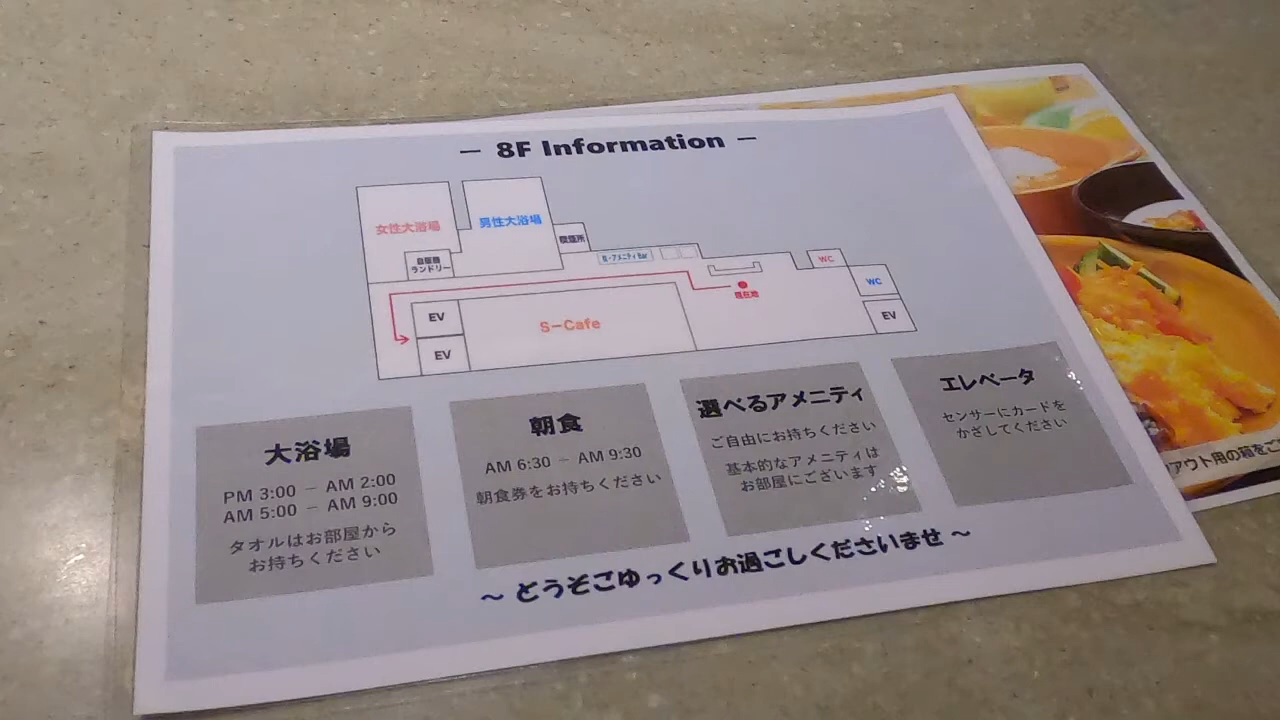 ― 8F Information ―
女性大浴場
男性大浴場
喫煙所
自販機
ランドリー
アメニティ Bar
WC
WC
現在地
EV
EV
EV
S-Cafe
大浴場
PM 3:00 － AM 2:00
AM 5:00 － AM 9:00
タオルはお部屋から
お持ちください
朝食
AM 6:30 － AM 9:30
朝食券をお持ちください
選べるアメニティ
ご自由にお持ちください
基本的なアメニティは
お部屋にございます
エレベータ
センサーにカードを
かざしてください
～ どうぞごゆっくりお過ごしくださいませ ～
アウト用の箱をご